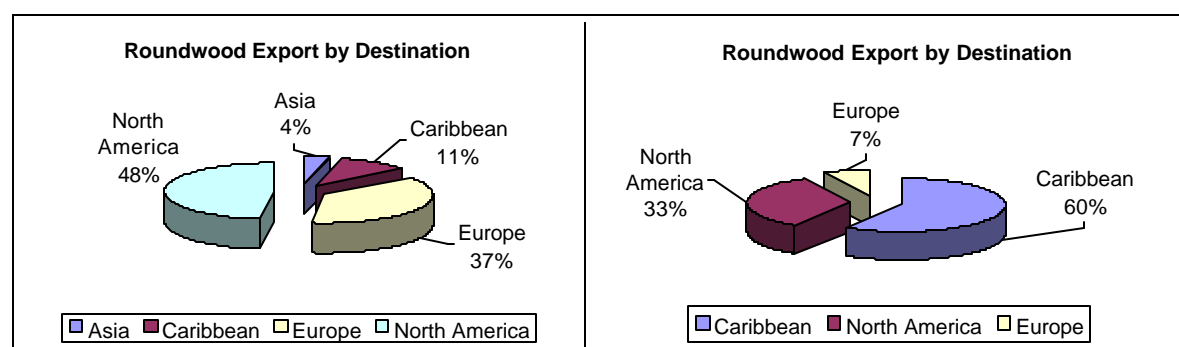 Roundwood Export by Destination
Asia
4%
North
America
48%
Caribbean
11%
Europe
37%
Asia Caribbean Europe North America
Roundwood Export by Destination
Europe
7%
North
America
33%
Caribbean
60%
Caribbean North America Europe